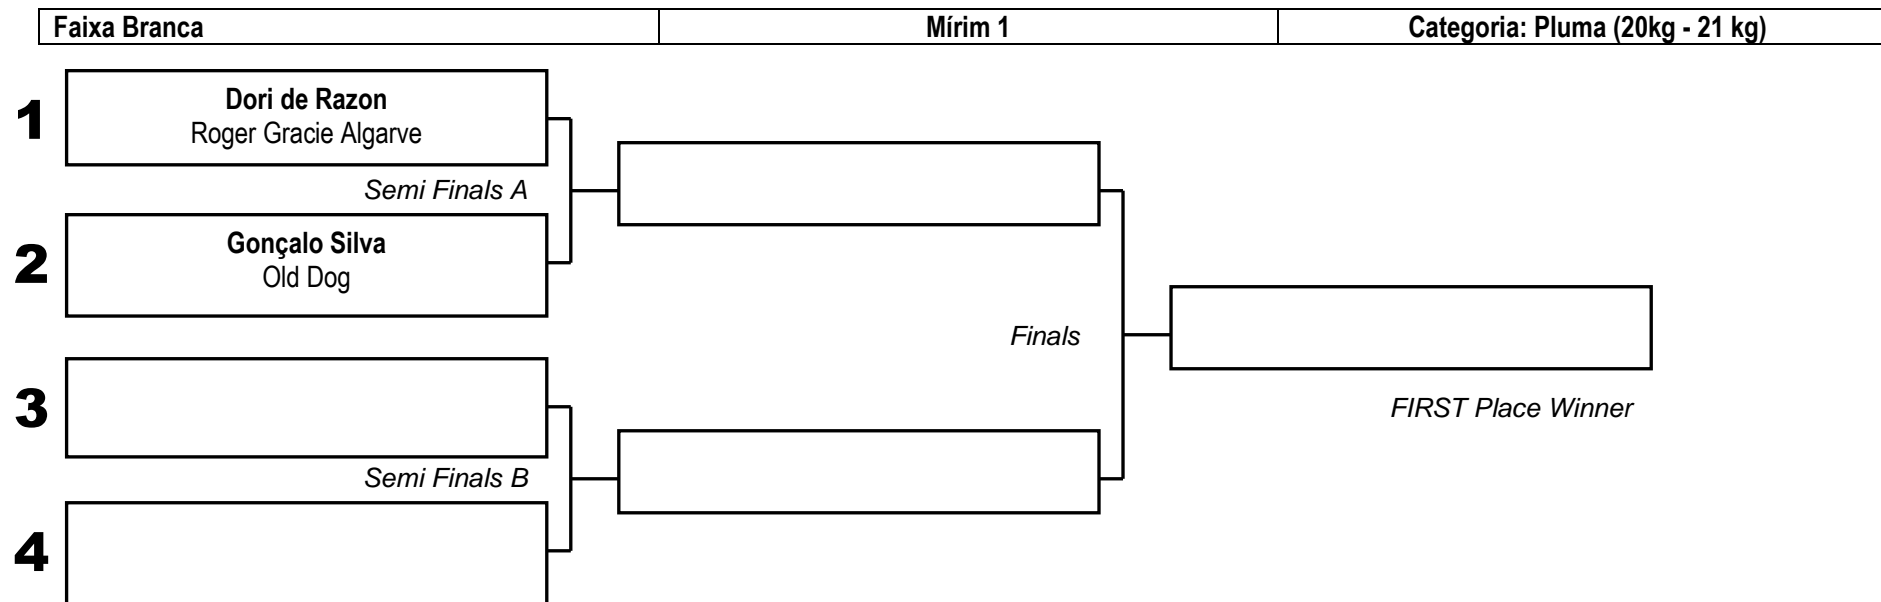 Faixa Branca
Mírim 1
Categoria: Pluma (20kg - 21 kg)
1
Dori de Razon
Roger Gracie Algarve
Semi Finals A
2
Gonçalo Silva
Old Dog
Finals
3
FIRST Place Winner
Semi Finals B
4